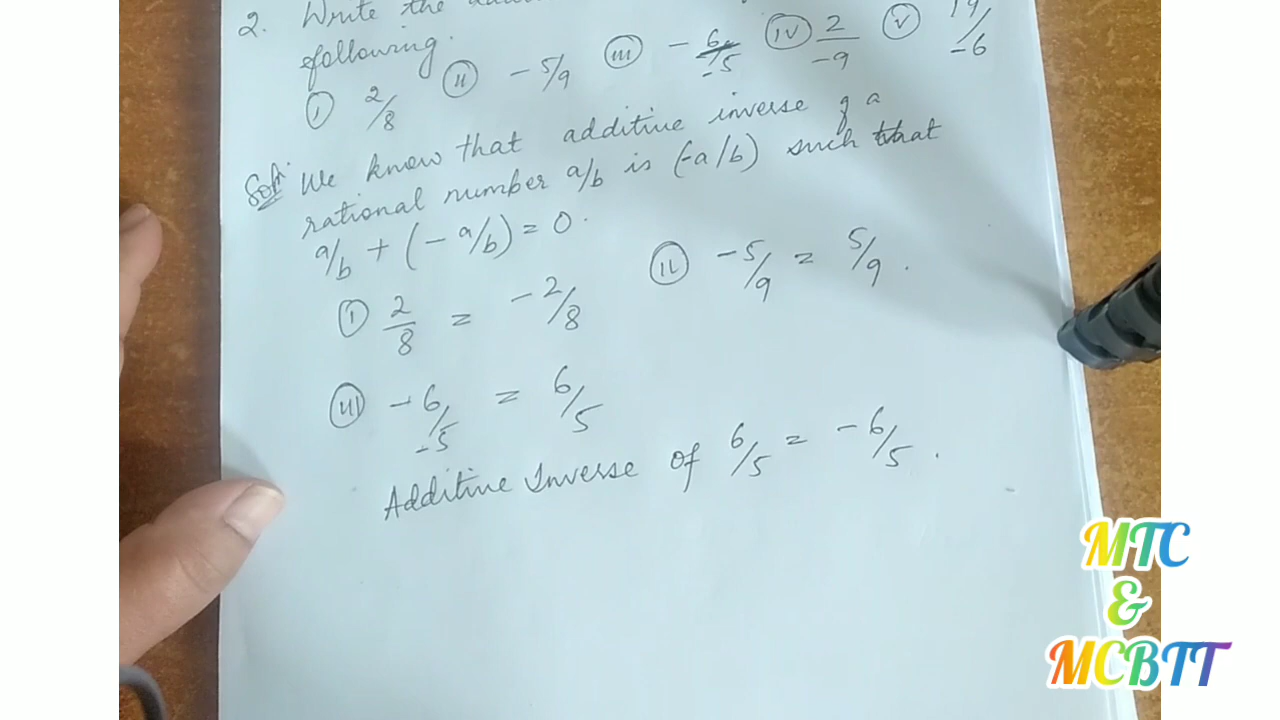 2. Write the
following.
(i) 2/8 (ii) -5/9 (iii) -6/-5 (iv) 2/-9 (v) 19/-6
Soln. We know that additive inverse of a
rational number a/b is (-a/b) such that
a/b + (-a/b) = 0.
(i) 2/8 = -2/8 (ii) -5/9 = 5/9.
(iii) -6/-5 = 6/5
Additive Inverse of 6/5 = -6/5.
MTC
&
MCBTT